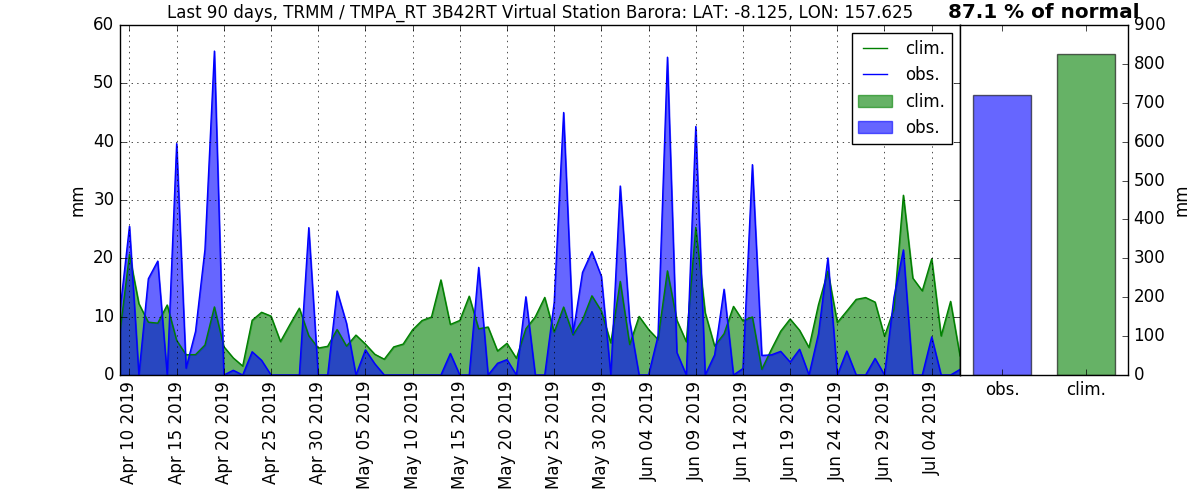 Last 90 days, TRMM / TMPA_RT 3B42RT Virtual Station Barora: LAT: -8.125, LON: 157.625
87.1 % of normal
60
50
40
30
20
10
0
mm
clim.
obs.
clim.
obs.
900
800
700
600
500
400
300
200
100
0
mm
obs.
clim.
Apr 10 2019
Apr 15 2019
Apr 20 2019
Apr 25 2019
Apr 30 2019
May 05 2019
May 10 2019
May 15 2019
May 20 2019
May 25 2019
May 30 2019
Jun 04 2019
Jun 09 2019
Jun 14 2019
Jun 19 2019
Jun 24 2019
Jun 29 2019
Jul 04 2019